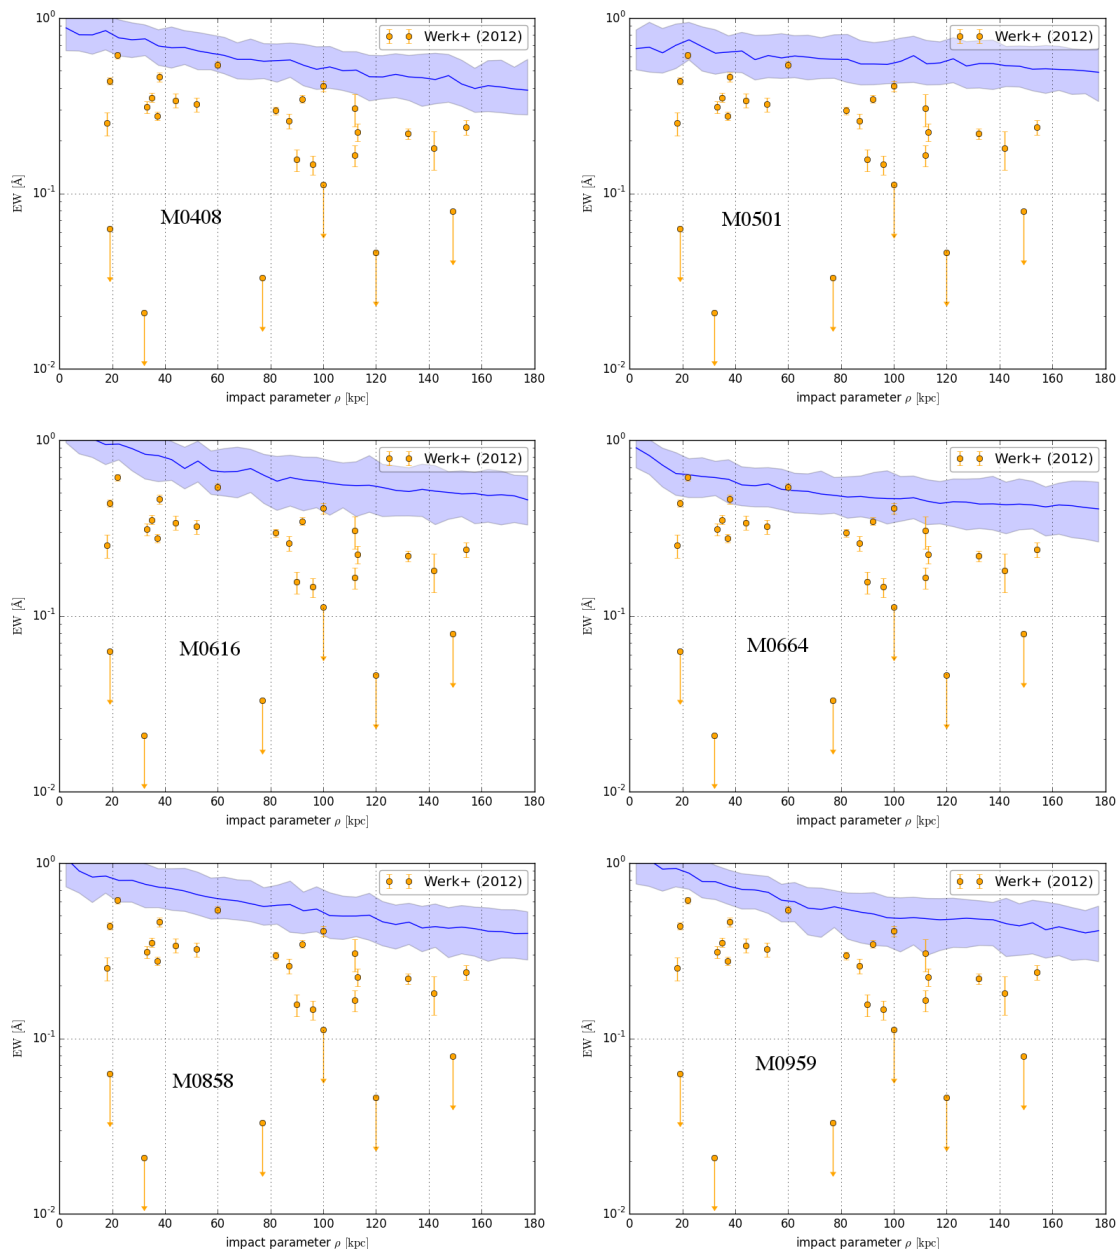 10⁰
Werk+ (2012)
EW [Å]
10⁻¹
M0408
10⁻²
0 20 40 60 80 100 120 140 160 180
impact parameter ρ [kpc]
10⁰
Werk+ (2012)
EW [Å]
10⁻¹
M0501
10⁻²
0 20 40 60 80 100 120 140 160 180
impact parameter ρ [kpc]
10⁰
Werk+ (2012)
EW [Å]
10⁻¹
M0616
10⁻²
0 20 40 60 80 100 120 140 160 180
impact parameter ρ [kpc]
10⁰
Werk+ (2012)
EW [Å]
10⁻¹
M0664
10⁻²
0 20 40 60 80 100 120 140 160 180
impact parameter ρ [kpc]
10⁰
Werk+ (2012)
EW [Å]
10⁻¹
M0858
10⁻²
0 20 40 60 80 100 120 140 160 180
impact parameter ρ [kpc]
10⁰
Werk+ (2012)
EW [Å]
10⁻¹
M0959
10⁻²
0 20 40 60 80 100 120 140 160 180
impact parameter ρ [kpc]